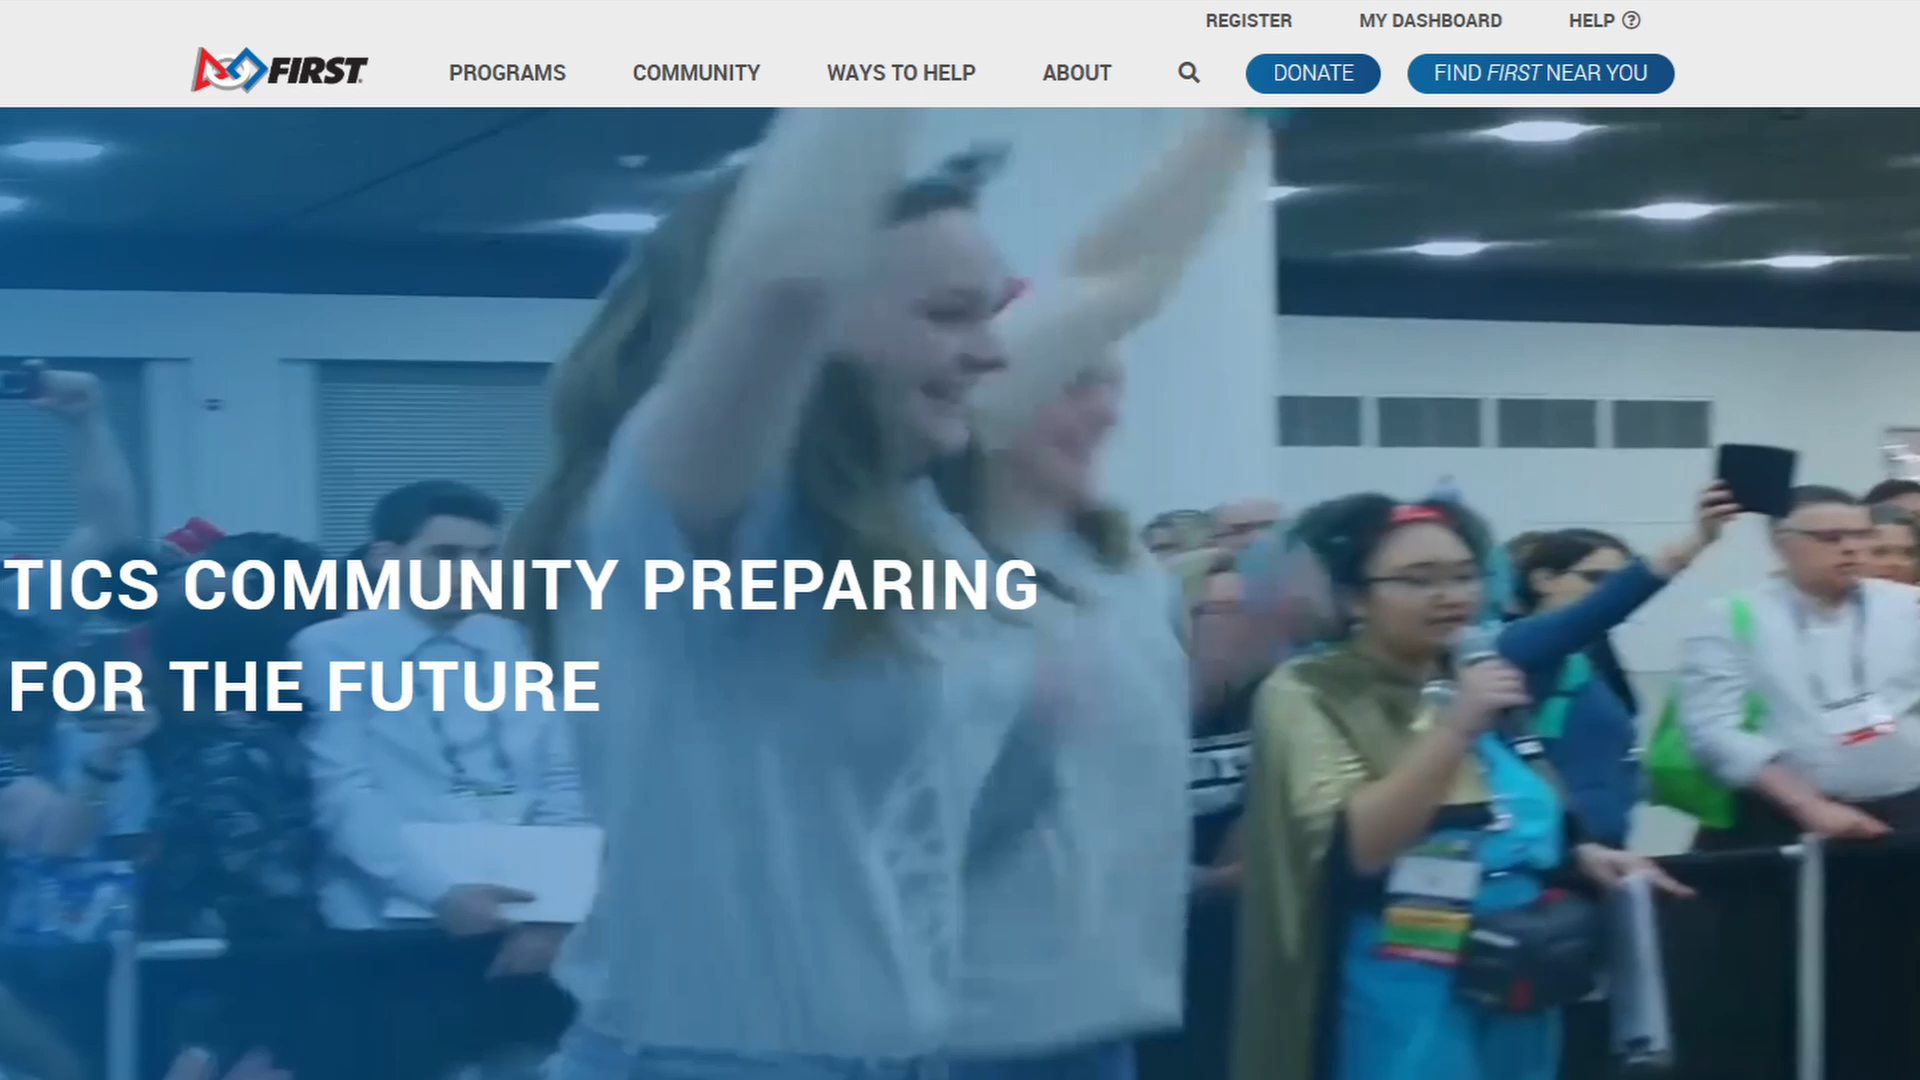 REGISTER MY DASHBOARD HELP
FIRST
PROGRAMS COMMUNITY WAYS TO HELP ABOUT DONATE FIND FIRST NEAR YOU
TICS COMMUNITY PREPARING
FOR THE FUTURE